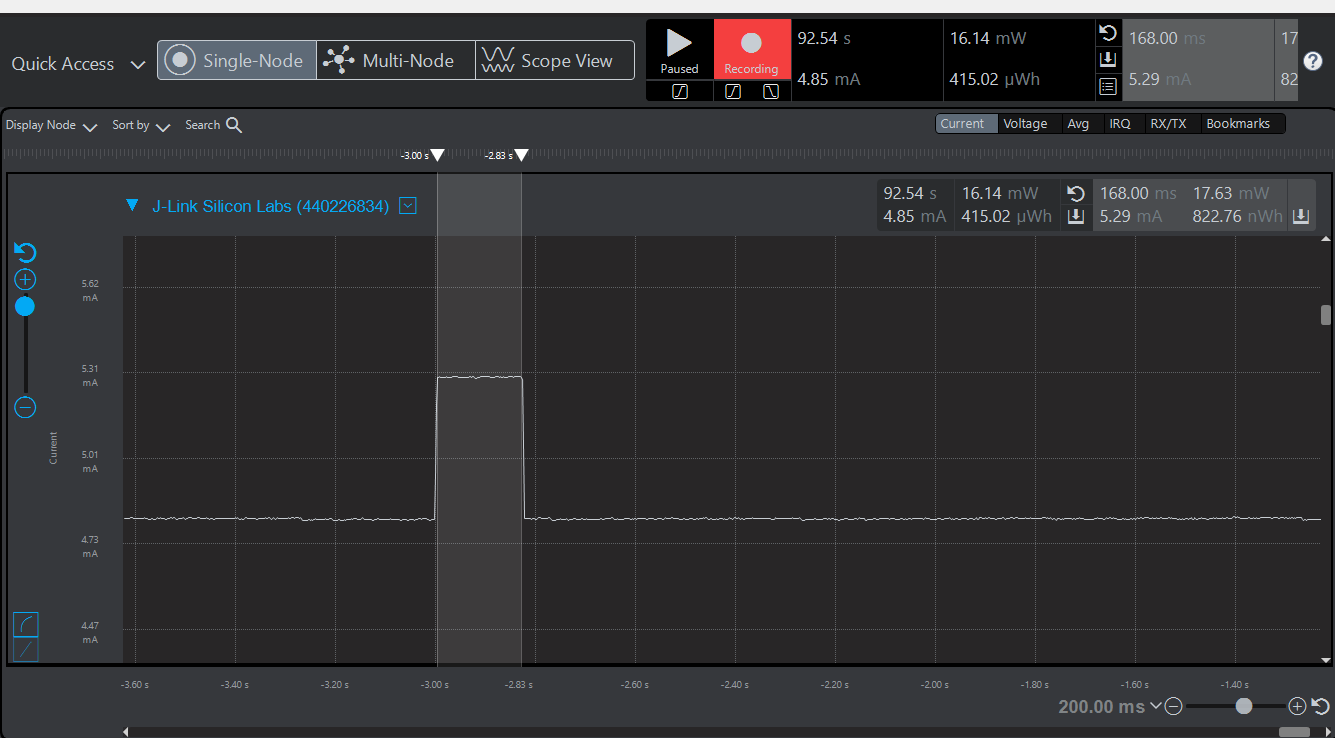 Quick Access
Single-Node
Multi-Node
Scope View
Paused
Recording
92.54 s
4.85 mA
16.14 mW
415.02 µWh
168.00 ms
5.29 mA
17
82
?
Display Node
Sort by
Search
Current
Voltage
Avg
IRQ
RX/TX
Bookmarks
-3.00 s
-2.83 s
J-Link Silicon Labs (440226834)
92.54 s
4.85 mA
16.14 mW
415.02 µWh
168.00 ms
5.29 mA
17.63 mW
822.76 nWh
5.62
mA
5.31
mA
Current
5.01
mA
4.73
mA
4.47
mA
-3.60 s
-3.40 s
-3.20 s
-3.00 s
-2.83 s
-2.60 s
-2.40 s
-2.20 s
-2.00 s
-1.80 s
-1.60 s
-1.40 s
200.00 ms